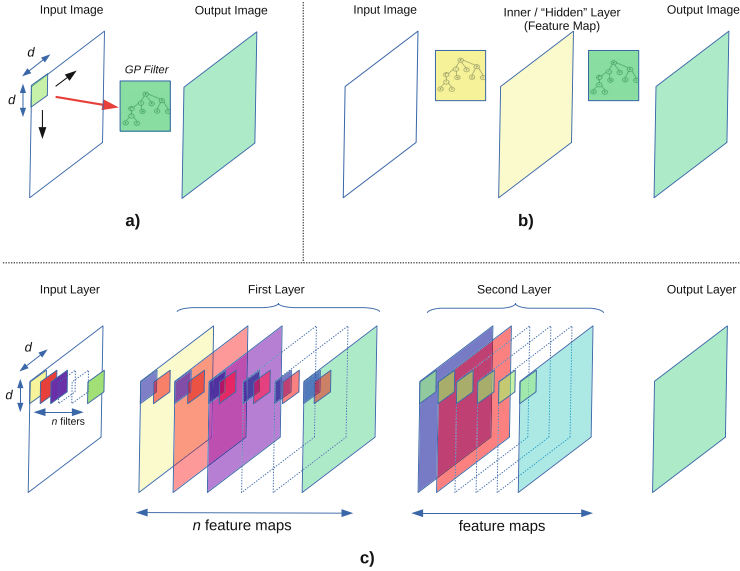 Input Image
Output Image
d
d
GP Filter
a)
Input Image
Inner / “Hidden” Layer
(Feature Map)
Output Image
b)
Input Layer
First Layer
Second Layer
Output Layer
d
d
n filters
n feature maps
feature maps
c)